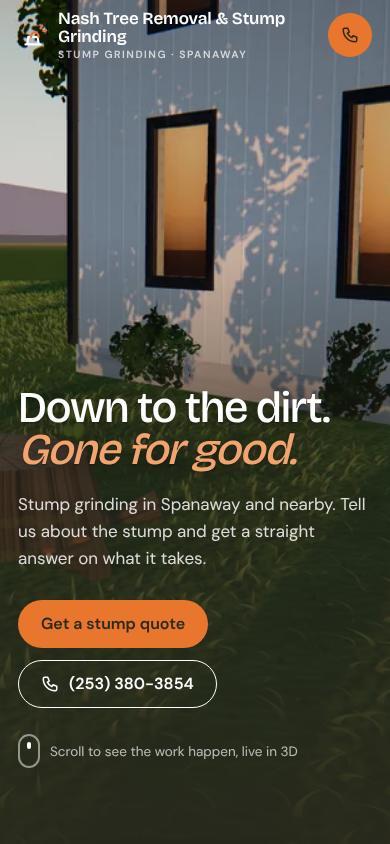 Nash Tree Removal & Stump
Grinding
STUMP GRINDING · SPANAWAY
Down to the dirt.
Gone for good.
Stump grinding in Spanaway and nearby. Tell
us about the stump and get a straight
answer on what it takes.
Get a stump quote
(253) 380-3854
Scroll to see the work happen, live in 3D